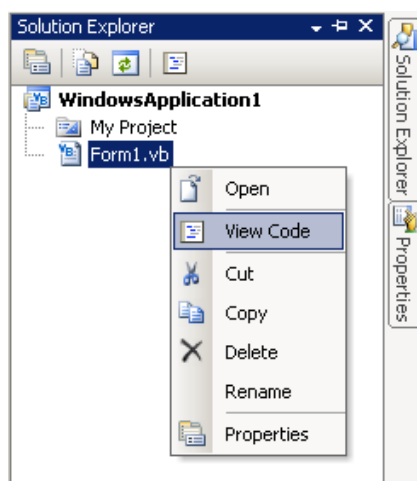 Solution Explorer
WindowsApplication1
My Project
Form1.vb
Open
View Code
Cut
Copy
Delete
Rename
Properties
Solution Explorer
Properties